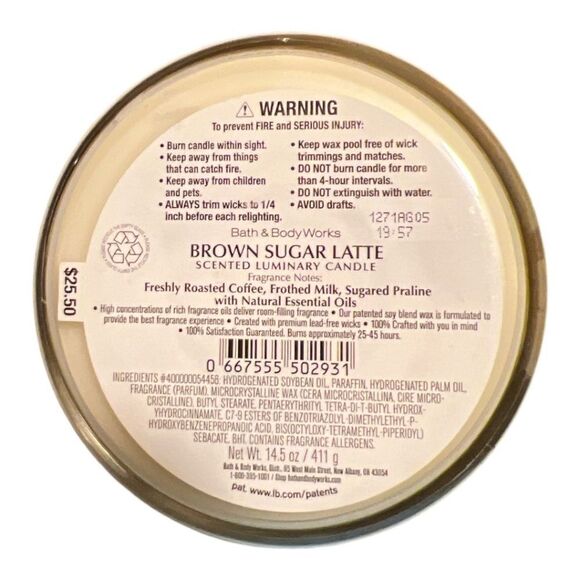 ⚠ WARNING
To prevent FIRE and SERIOUS INJURY:
• Burn candle within sight.
• Keep away from things
that can catch fire.
• Keep away from children
and pets.
• ALWAYS trim wicks to 1/4
inch before each relighting.
• Keep wax pool free of wick
trimmings and matches.
• DO NOT burn candle for more
than 4-hour intervals.
• DO NOT extinguish with water.
• AVOID drafts.
1271AG05
19:57
Bath & Body Works
BROWN SUGAR LATTE
SCENTED LUMINARY CANDLE
Fragrance Notes:
Freshly Roasted Coffee, Frothed Milk, Sugared Praline
with Natural Essential Oils
• High concentrations of rich fragrance oils deliver room-filling fragrance • Our patented soy blend wax is formulated to
provide the best fragrance experience • Created with premium lead-free wicks • 100% Crafted with you in mind
• 100% Satisfaction Guaranteed. Burns approximately 25-45 hours.
$25.50
0 667555 502931
INGREDIENTS #400000054456: HYDROGENATED SOYBEAN OIL, PARAFFIN, HYDROGENATED PALM OIL,
FRAGRANCE (PARFUM), MICROCRYSTALLINE WAX (CERA MICROCRISTALLINA, CIRE MICRO-
CRISTALLINE), BUTYL STEARATE, PENTAERYTHRITYL TETRA-DI-T-BUTYL HYDROX-
YHYDROCINNAMATE, C7-9 ESTERS OF BENZOTRIAZOLYL-DIMETHYLETHYL-P-
HYDROXYBENZENEPROPANOIC ACID, BIS(OCTYLOXY-TETRAMETHYL-PIPERIDYL)
SEBACATE, BHT. CONTAINS FRAGRANCE ALLERGENS.
Net Wt. 14.5 oz / 411 g
Bath & Body Works, Distr., 95 West Main Street, New Albany, OH 43054
1-800-395-1001 / Shop bathandbodyworks.com
pat. www.lb.com/patents